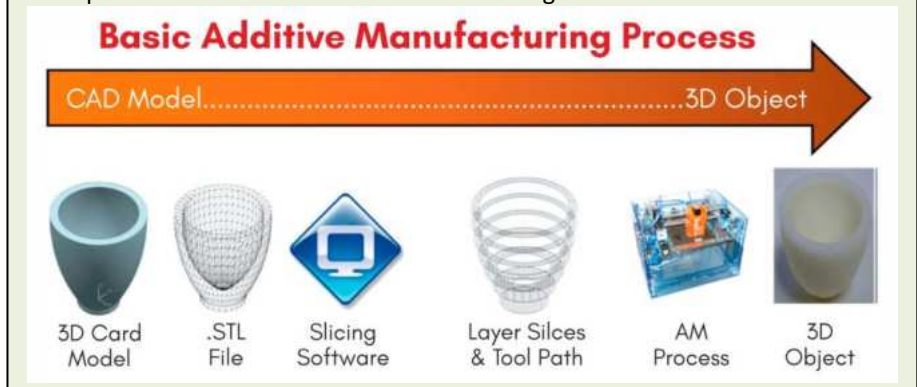 Basic Additive Manufacturing Process
CAD Model..................................................................3D Object
3D Card
Model
.STL
File
Slicing
Software
Layer Silces
& Tool Path
AM
Process
3D
Object